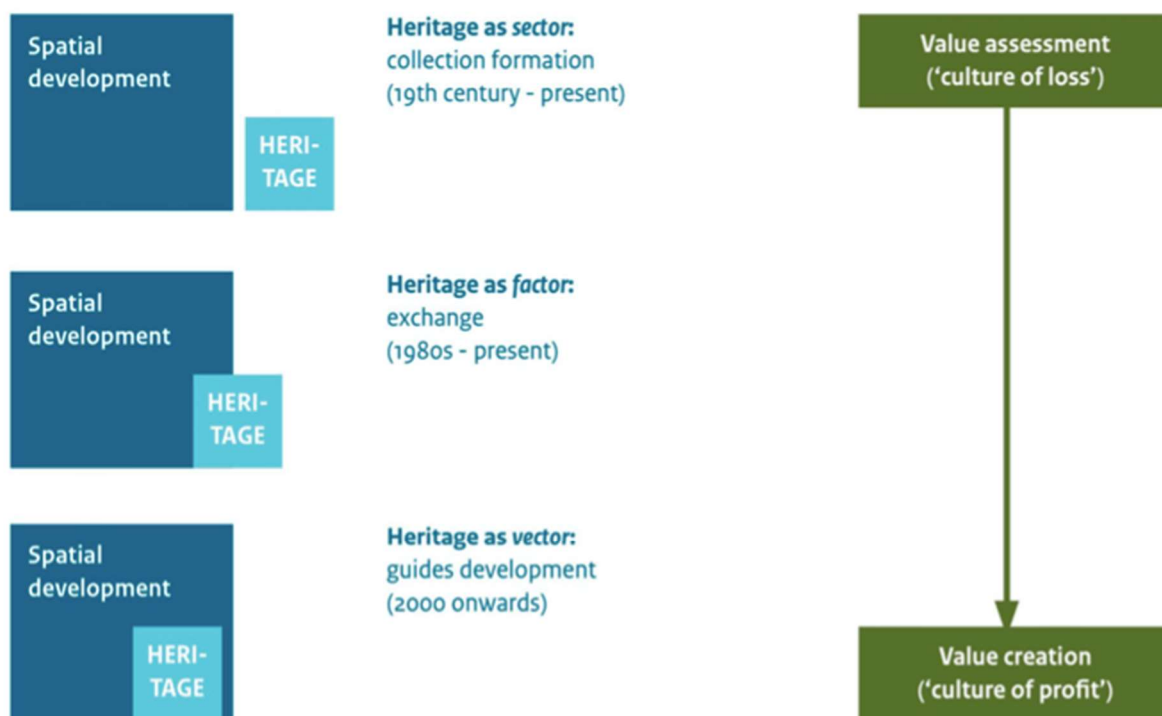 Spatial
development
HERI-
TAGE
Heritage as sector:
collection formation
(19th century - present)
Value assessment
(‘culture of loss’)
Spatial
development
HERI-
TAGE
Heritage as factor:
exchange
(1980s - present)
Spatial
development
HERI-
TAGE
Heritage as vector:
guides development
(2000 onwards)
Value creation
(‘culture of profit’)